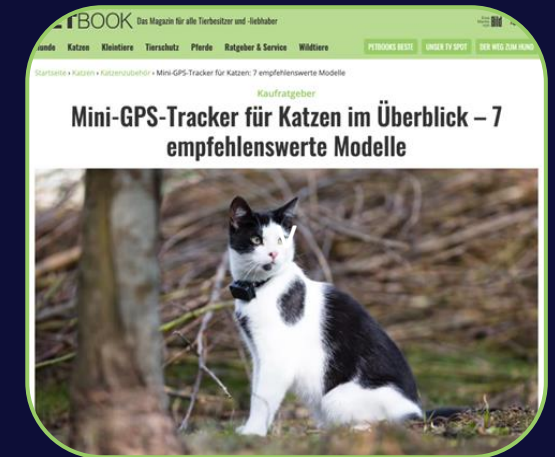 BOOK Das Magazin für alle Tierbesitzer und -liebhaber
Bild
Katzen Kleintiere Tierschutz Pferde Ratgeber & Service Wildtiere PETBOOKS BESTE UNSER TV SPOT DER WEG ZUM HUND
Startseite › Katzen › Katzenzubehör › Mini-GPS-Tracker für Katzen: 7 empfehlenswerte Modelle
Kaufratgeber
Mini-GPS-Tracker für Katzen im Überblick – 7
empfehlenswerte Modelle